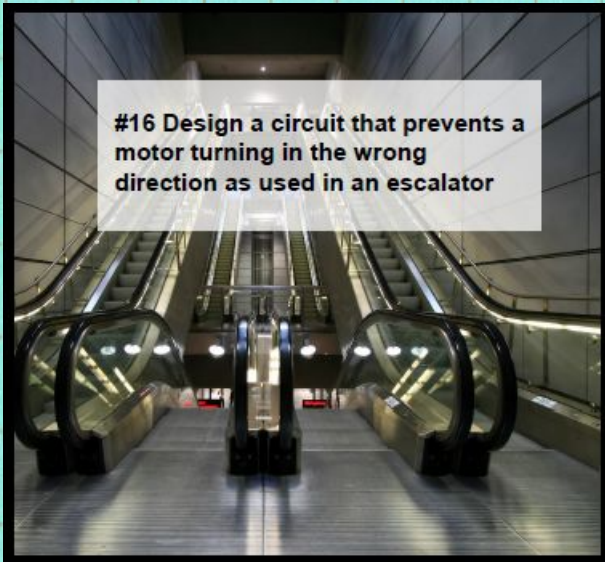 #16 Design a circuit that prevents a
motor turning in the wrong
direction as used in an escalator